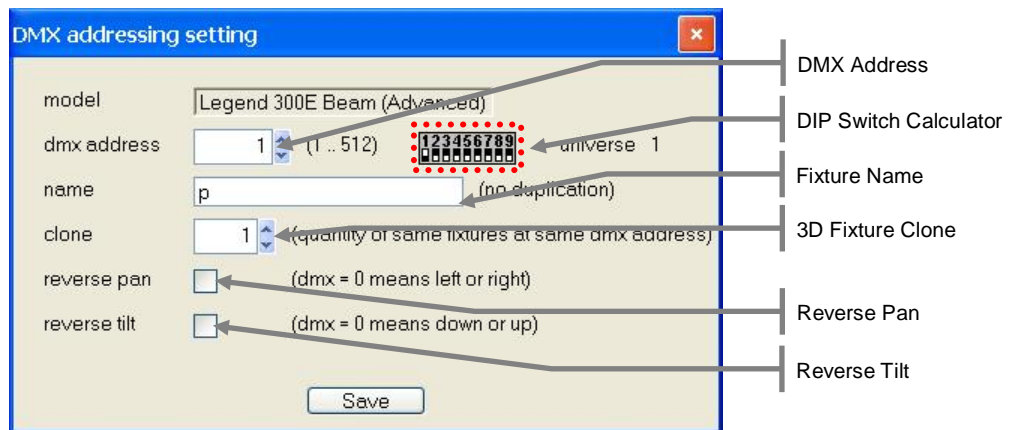 DMX addressing setting
model Legend 300E Beam (Advanced)
dmx address 1 (1 .. 512) 123456789 universe 1
name p (no duplication)
clone 1 (quantity of same fixtures at same dmx address)
reverse pan (dmx = 0 means left or right)
reverse tilt (dmx = 0 means down or up)
Save
DMX Address
DIP Switch Calculator
Fixture Name
3D Fixture Clone
Reverse Pan
Reverse Tilt